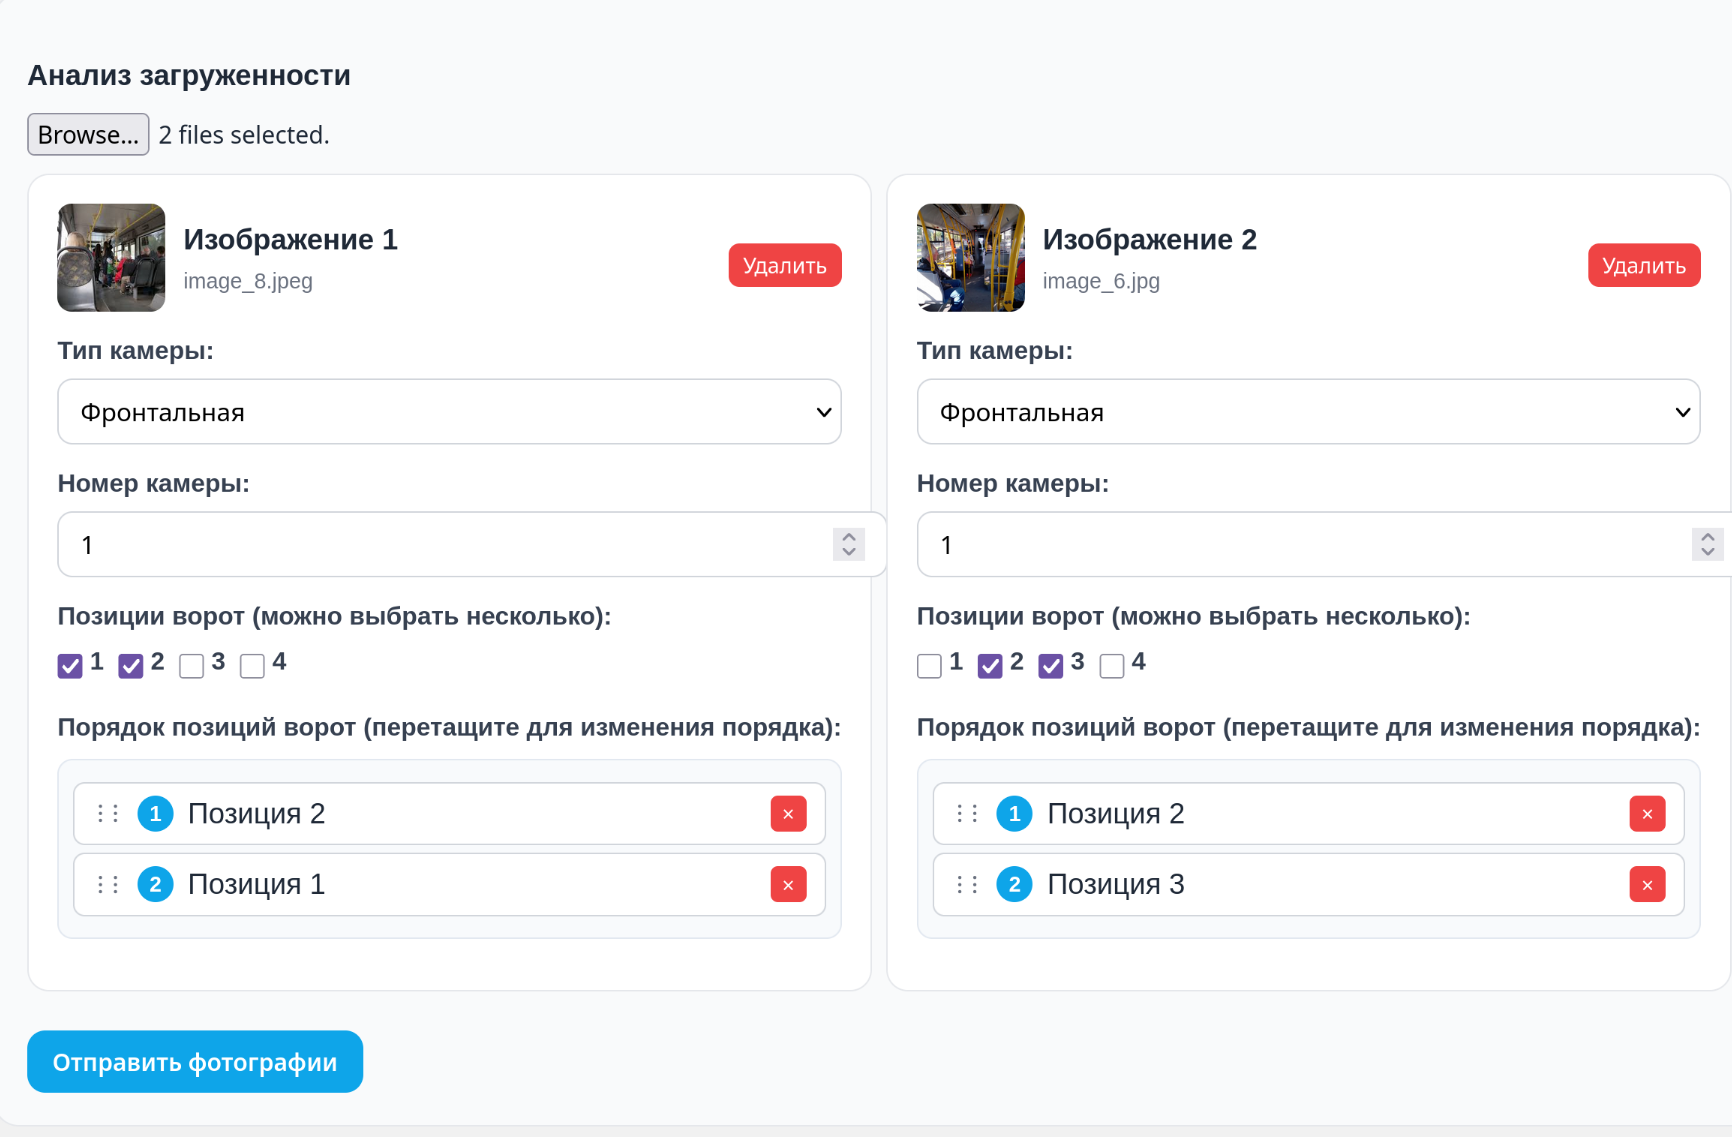 Анализ загруженности
Browse... 2 files selected.
Изображение 1
image_8.jpeg
Удалить
Тип камеры:
Фронтальная
Номер камеры:
1
Позиции ворот (можно выбрать несколько):
1 2 3 4
Порядок позиций ворот (перетащите для изменения порядка):
1 Позиция 2 ×
2 Позиция 1 ×
Изображение 2
image_6.jpg
Удалить
Тип камеры:
Фронтальная
Номер камеры:
1
Позиции ворот (можно выбрать несколько):
1 2 3 4
Порядок позиций ворот (перетащите для изменения порядка):
1 Позиция 2 ×
2 Позиция 3 ×
Отправить фотографии